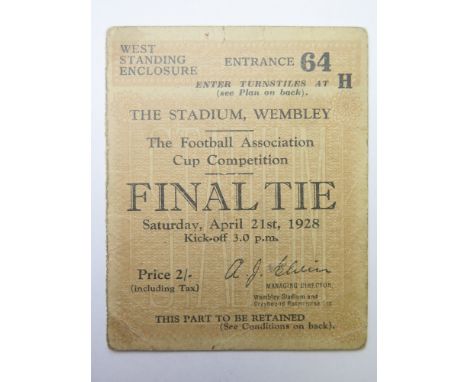 WEST
STANDING
ENCLOSURE
ENTRANCE 64
ENTER TURNSTILES AT H
(see Plan on back).
THE STADIUM, WEMBLEY
The Football Association
Cup Competition
FINAL TIE
Saturday, April 21st, 1928
Kick-off 3.0 p.m.
Price 2/-
(including Tax)
A. J. Elvin
MANAGING DIRECTOR
Wembley Stadium and
Greyhound Racecourse Ltd
THIS PART TO BE RETAINED
(See Conditions on back).